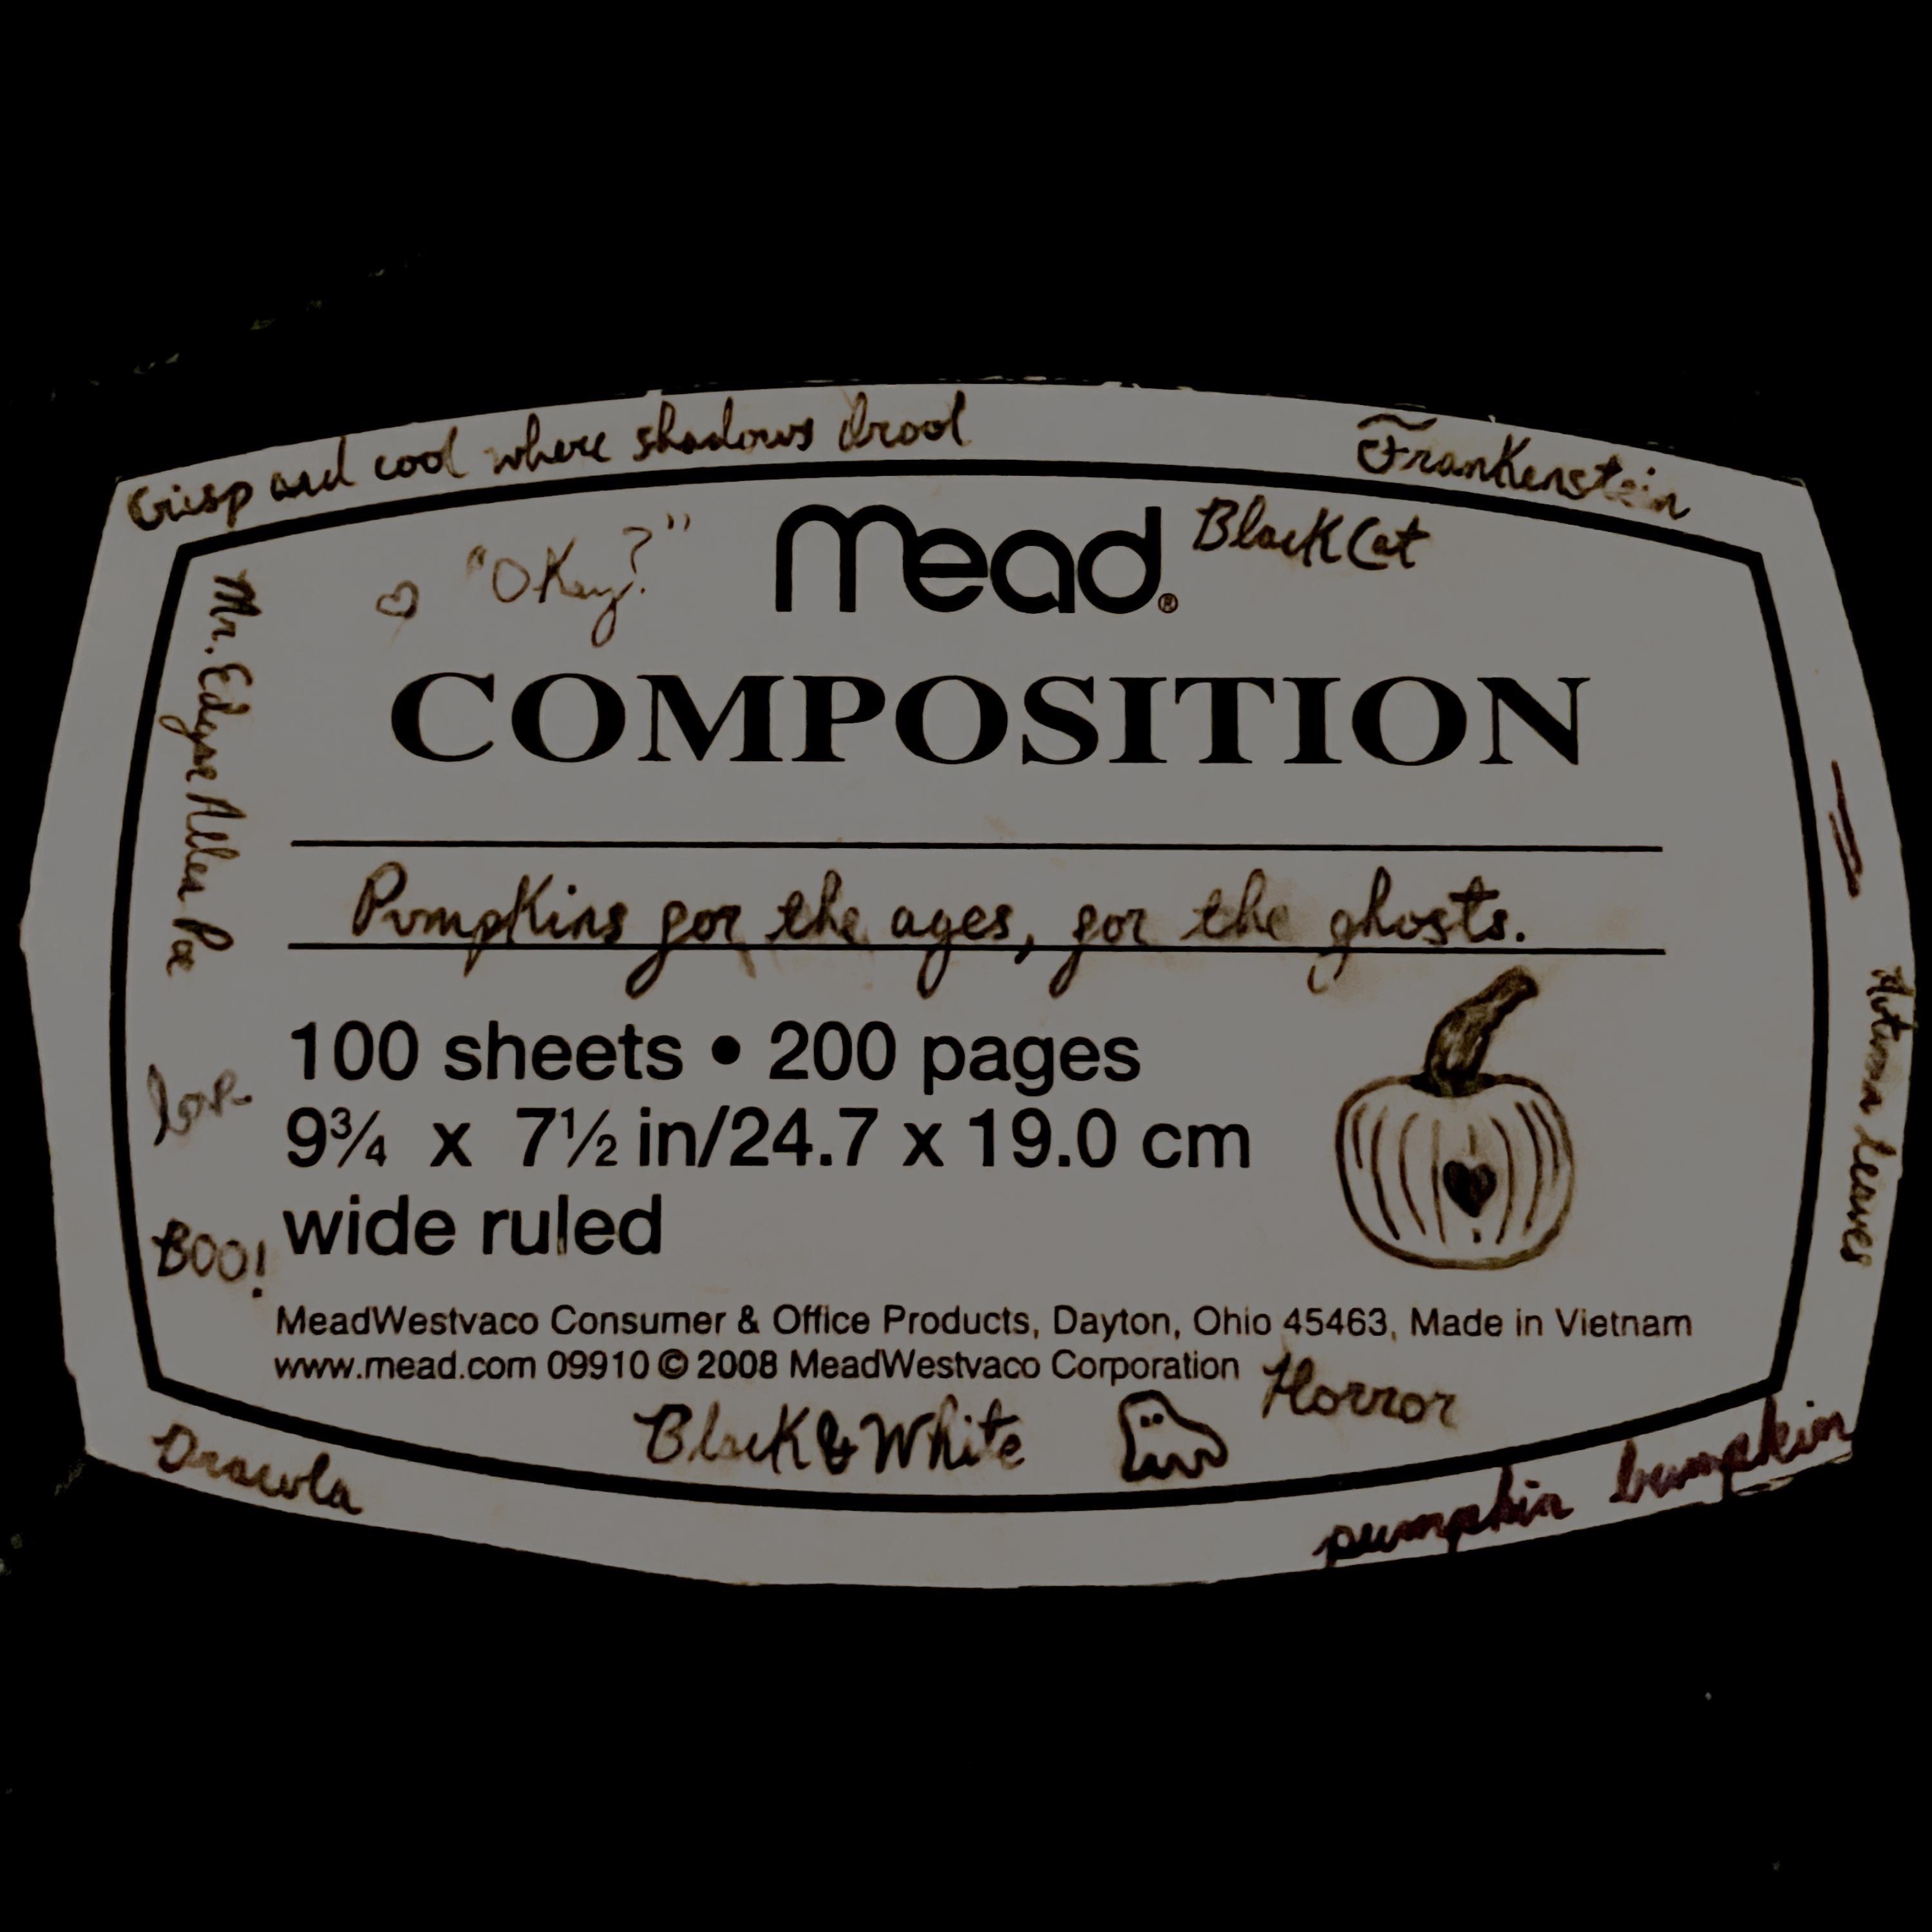 Crisp and cool where shadows drool
Frankenstein
"Okay?"
mead®
Black Cat
Mr. Edgar Allen Poe
COMPOSITION
Pumpkins for the ages, for the ghosts.
100 sheets • 200 pages
9¾ x 7½ in/24.7 x 19.0 cm
wide ruled
love
BOO!
Autumn leaves
MeadWestvaco Consumer & Office Products, Dayton, Ohio 45463, Made in Vietnam
www.mead.com 09910 © 2008 MeadWestvaco Corporation
Horror
Black & White
Dracula
pumpkin bumpkin